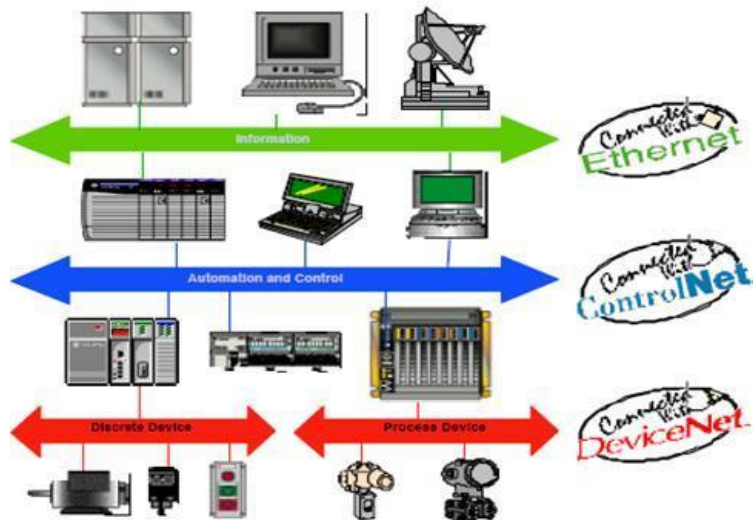 Information
Connected
With
Ethernet
Automation and Control
Connected
With
ControlNet
Discrete Device
Process Device
Connected
With
DeviceNet